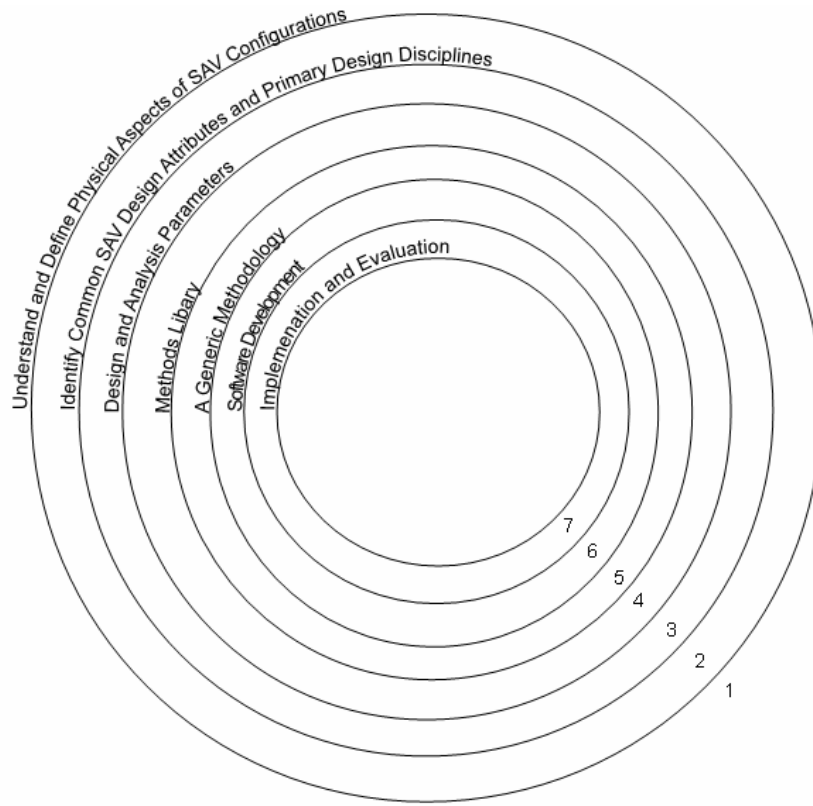 Understand and Define Physical Aspects of SAV Configurations
Identify Common SAV Design Attributes and Primary Design Disciplines
Design and Analysis Parameters
Methods Libary
A Generic Methodology
Software Development
Implemenation and Evaluation
7
6
5
4
3
2
1